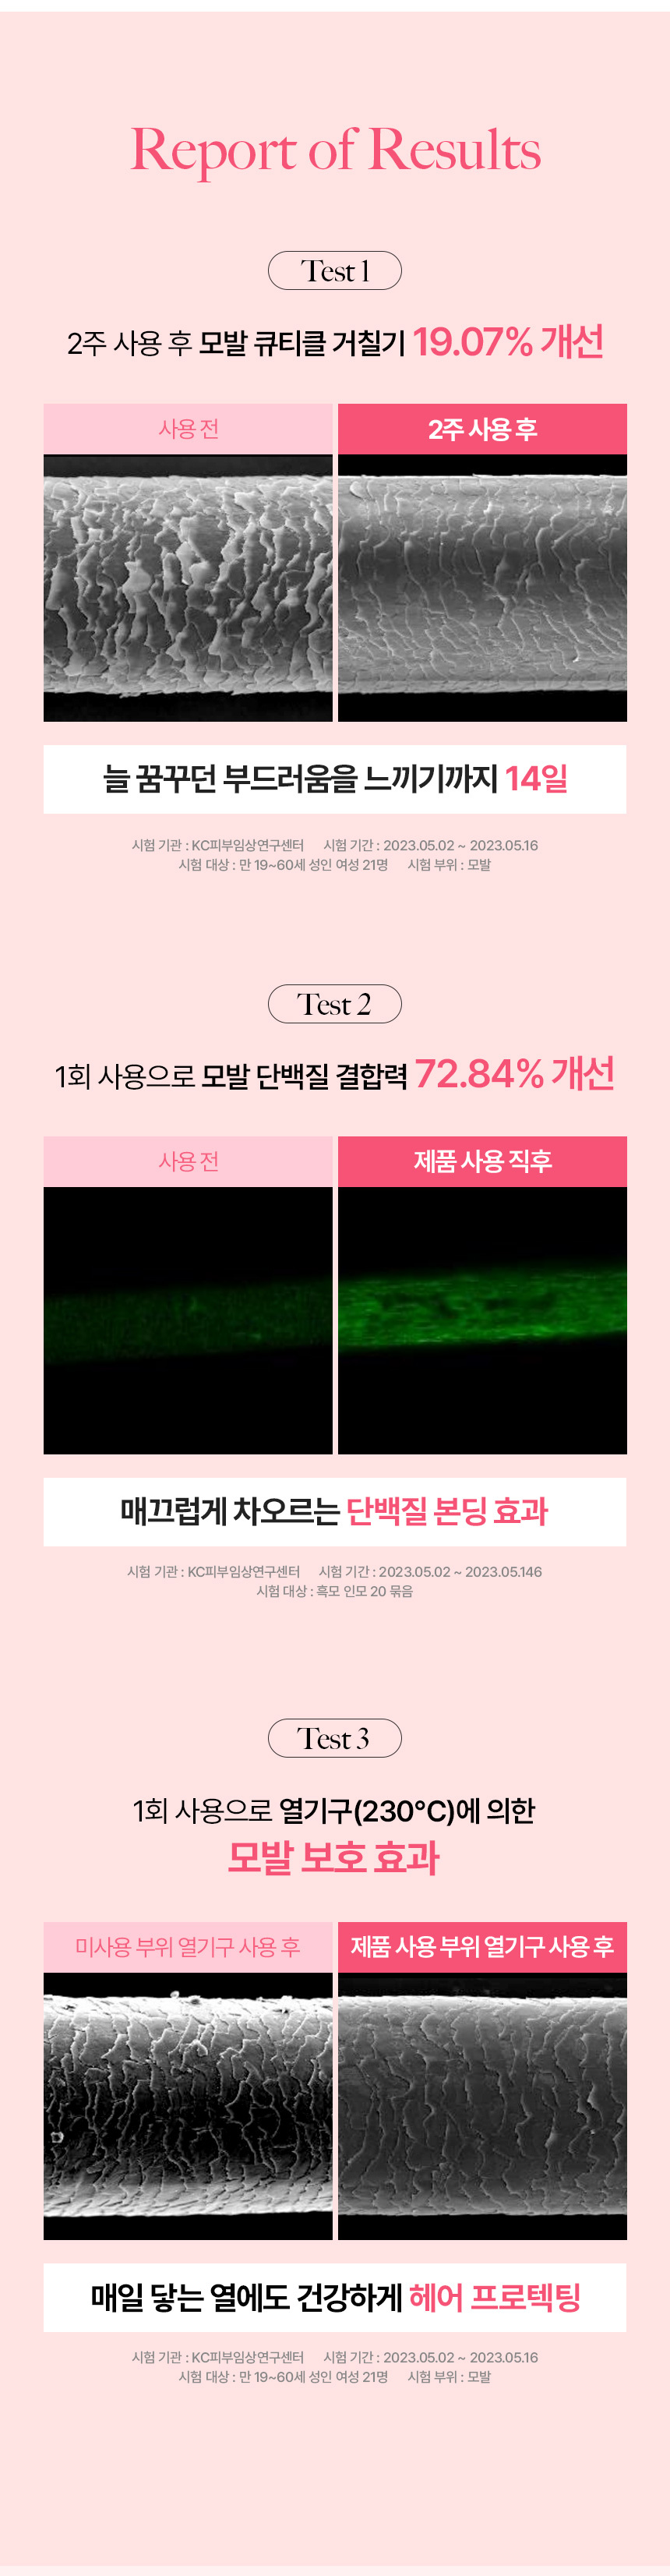 Report of Results
Test 1
2주 사용 후 모발 큐티클 거칠기 19.07% 개선
사용 전
2주 사용 후
늘 꿈꾸던 부드러움을 느끼기까지 14일
시험 기관 : KC피부임상연구센터 시험 기간 : 2023.05.02 ~ 2023.05.16
시험 대상 : 만 19~60세 성인 여성 21명 시험 부위 : 모발
Test 2
1회 사용으로 모발 단백질 결합력 72.84% 개선
사용 전
제품 사용 직후
매끄럽게 차오르는 단백질 본딩 효과
시험 기관 : KC피부임상연구센터 시험 기간 : 2023.05.02 ~ 2023.05.146
시험 대상 : 흑모 인모 20 묶음
Test 3
1회 사용으로 열기구(230°C)에 의한
모발 보호 효과
미사용 부위 열기구 사용 후
제품 사용 부위 열기구 사용 후
매일 닿는 열에도 건강하게 헤어 프로텍팅
시험 기관 : KC피부임상연구센터 시험 기간 : 2023.05.02 ~ 2023.05.16
시험 대상 : 만 19~60세 성인 여성 21명 시험 부위 : 모발